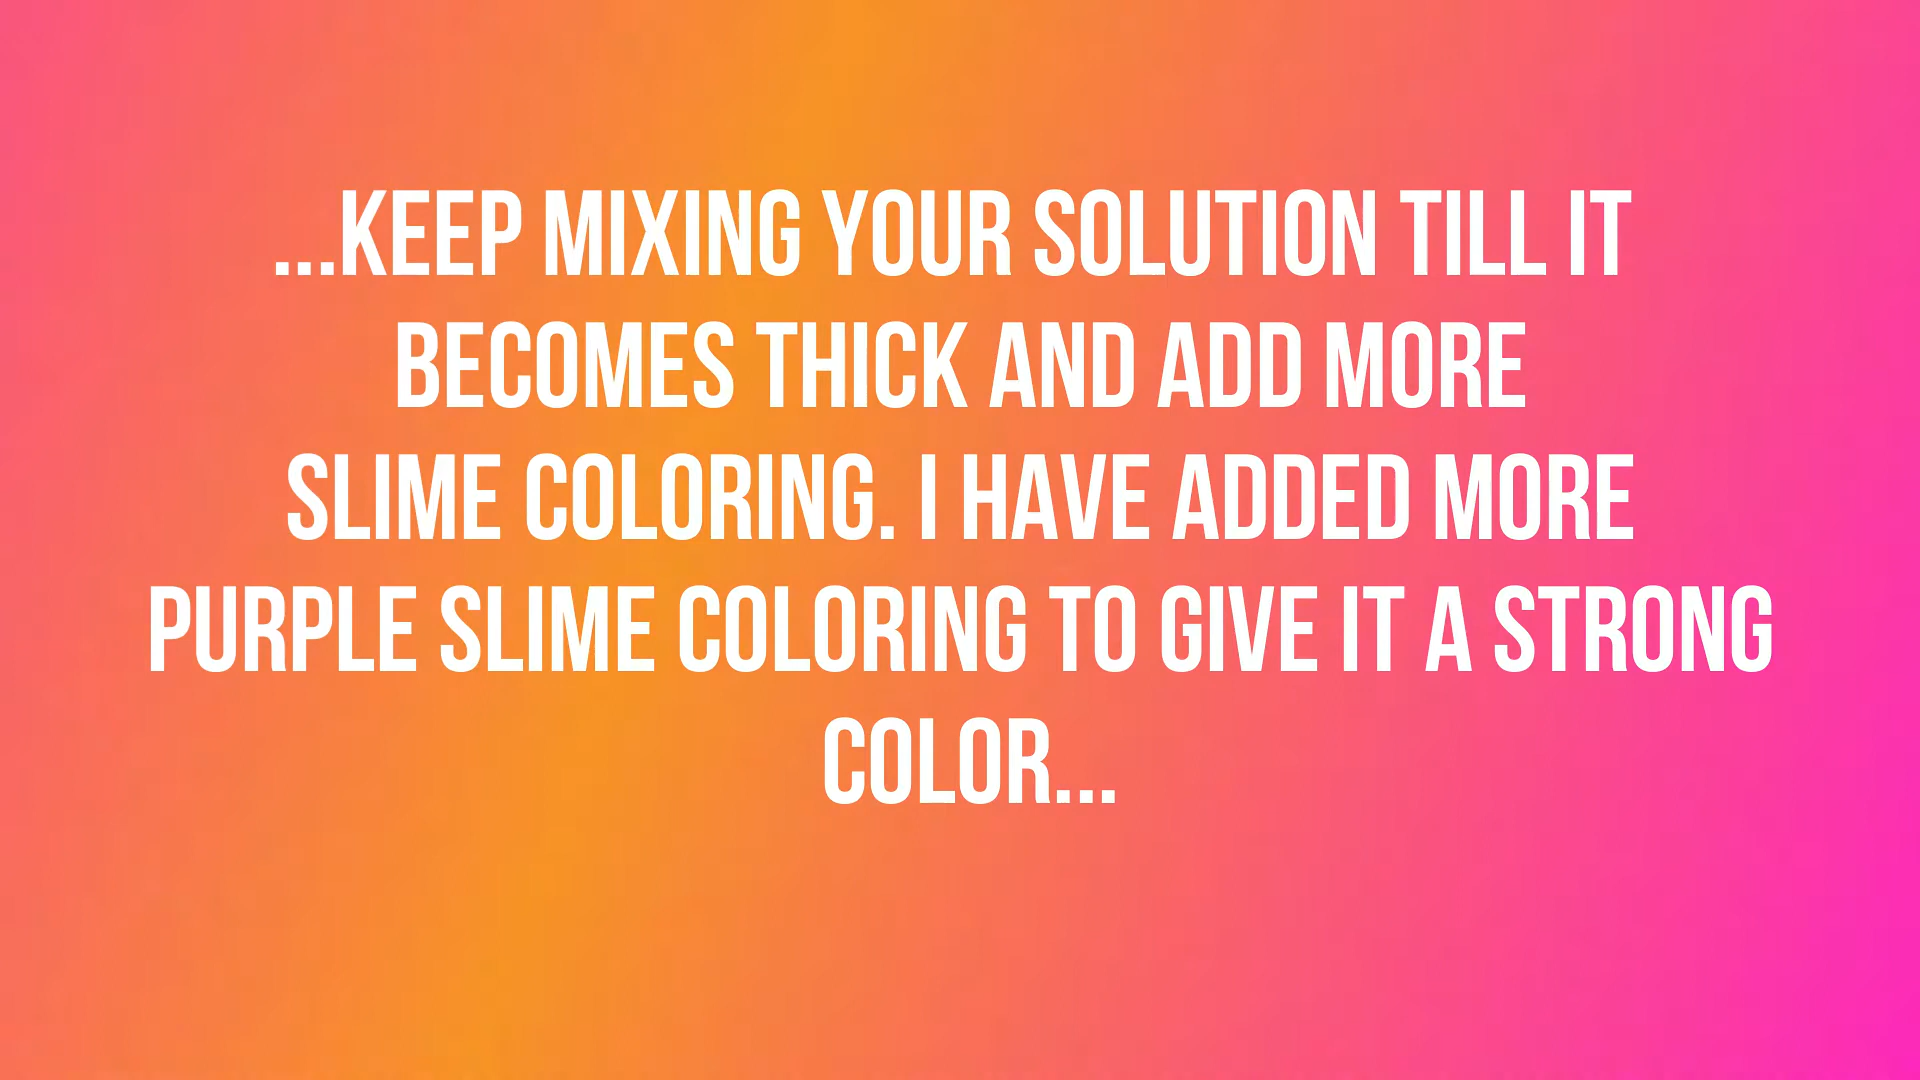 ...KEEP MIXING YOUR SOLUTION TILL IT
BECOMES THICK AND ADD MORE
SLIME COLORING. I HAVE ADDED MORE
PURPLE SLIME COLORING TO GIVE IT A STRONG
COLOR...